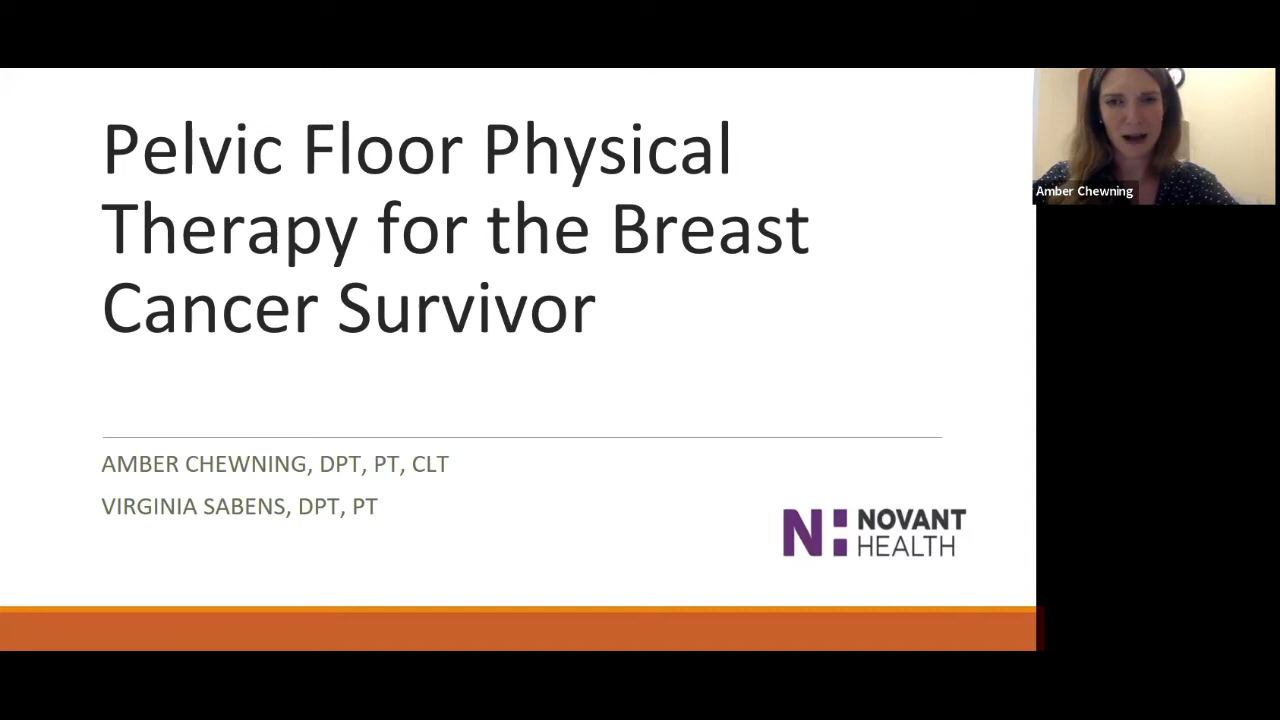 Pelvic Floor Physical
Therapy for the Breast
Cancer Survivor
AMBER CHEWNING, DPT, PT, CLT
VIRGINIA SABENS, DPT, PT
NOVANT
HEALTH
Amber Chewning